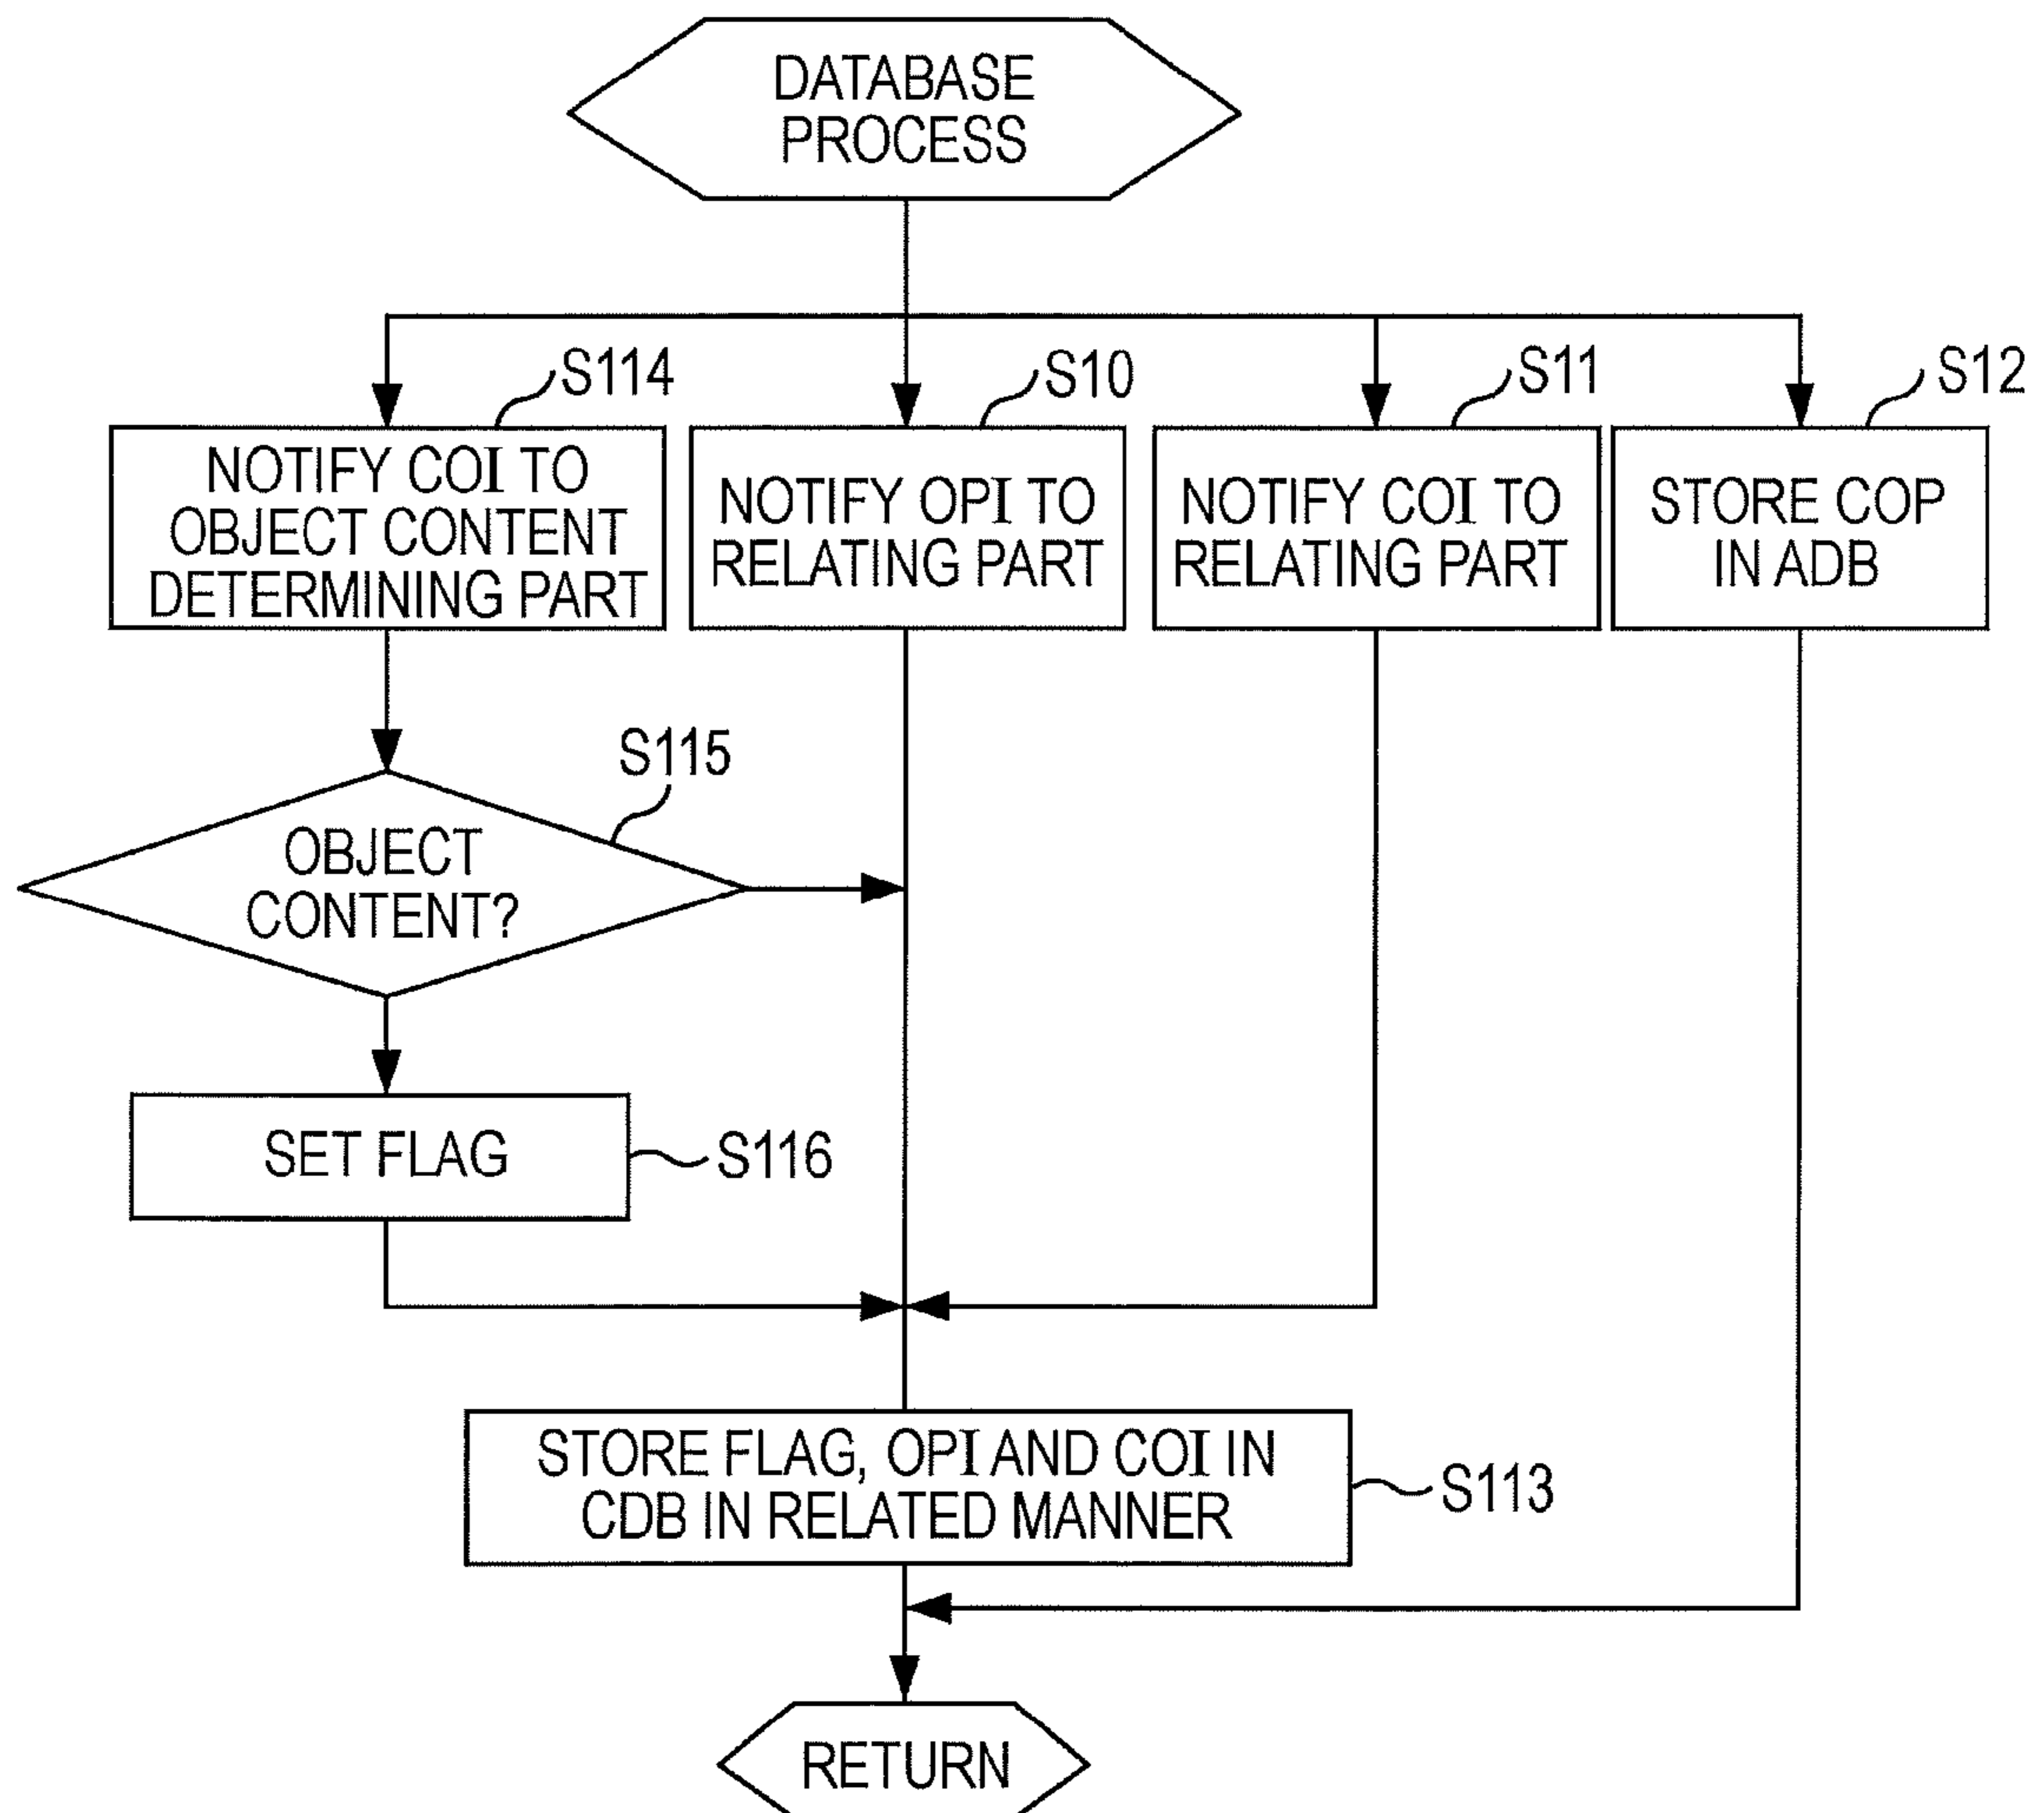 DATABASE
PROCESS
S114
S10
S11
S12
NOTIFY COI TO
OBJECT CONTENT
DETERMINING PART
NOTIFY OPI TO
RELATING PART
NOTIFY COI TO
RELATING PART
STORE COP
IN ADB
S115
OBJECT
CONTENT?
SET FLAG
S116
STORE FLAG, OPI AND COI IN
CDB IN RELATED MANNER
S113
RETURN